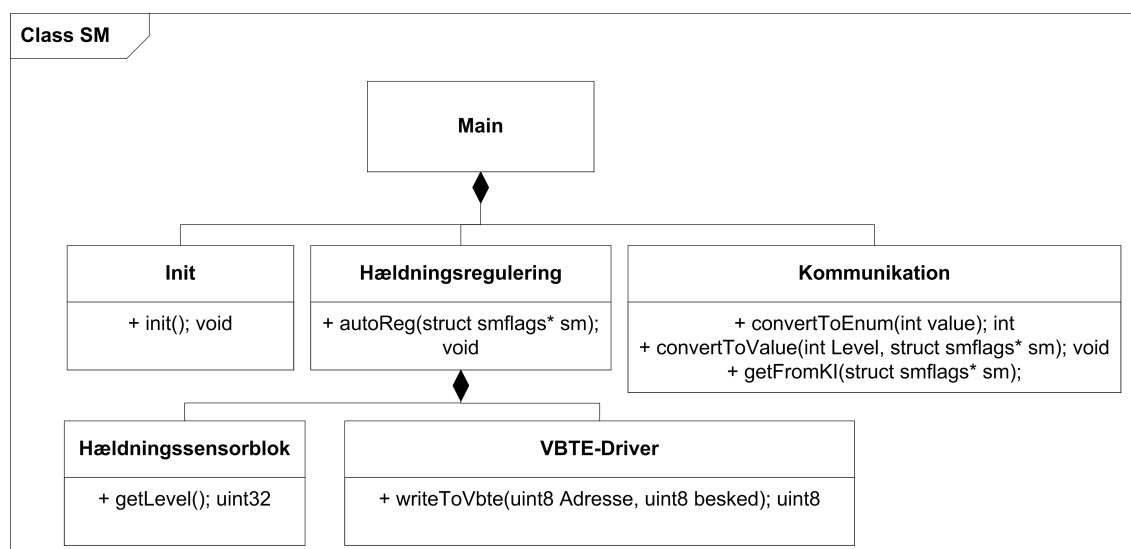 Class SM
Main
Init
+ init(); void
Hældningsregulering
+ autoReg(struct smflags* sm);
void
Kommunikation
+ convertToEnum(int value); int
+ convertToValue(int Level, struct smflags* sm); void
+ getFromKI(struct smflags* sm);
Hældningssensorblok
+ getLevel(); uint32
VBTE-Driver
+ writeToVbte(uint8 Adresse, uint8 besked); uint8